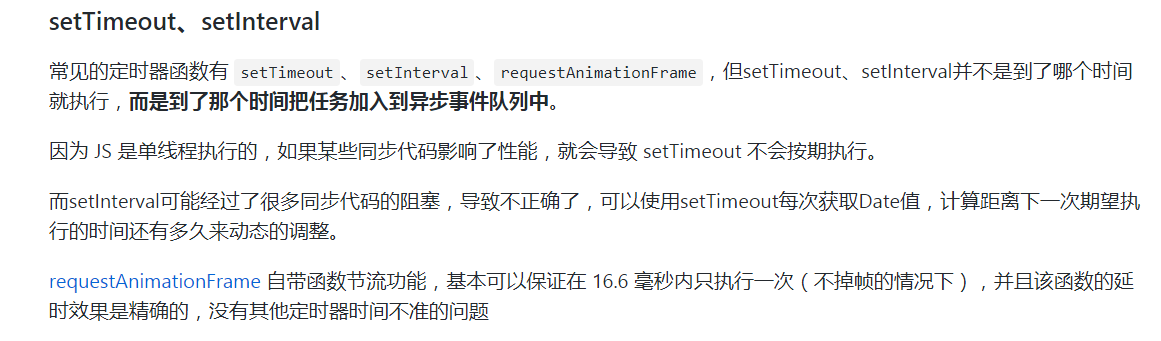 setTimeout、setInterval
常见的定时器函数有 setTimeout、setInterval、requestAnimationFrame，但setTimeout、setInterval并不是到了哪个时间
就执行，而是到了那个时间把任务加入到异步事件队列中。
因为 JS 是单线程执行的，如果某些同步代码影响了性能，就会导致 setTimeout 不会按期执行。
而setInterval可能经过了很多同步代码的阻塞，导致不正确了，可以使用setTimeout每次获取Date值，计算距离下一次期望执
行的时间还有多久来动态的调整。
requestAnimationFrame 自带函数节流功能，基本可以保证在 16.6 毫秒内只执行一次（不掉帧的情况下），并且该函数的延
时效果是精确的，没有其他定时器时间不准的问题